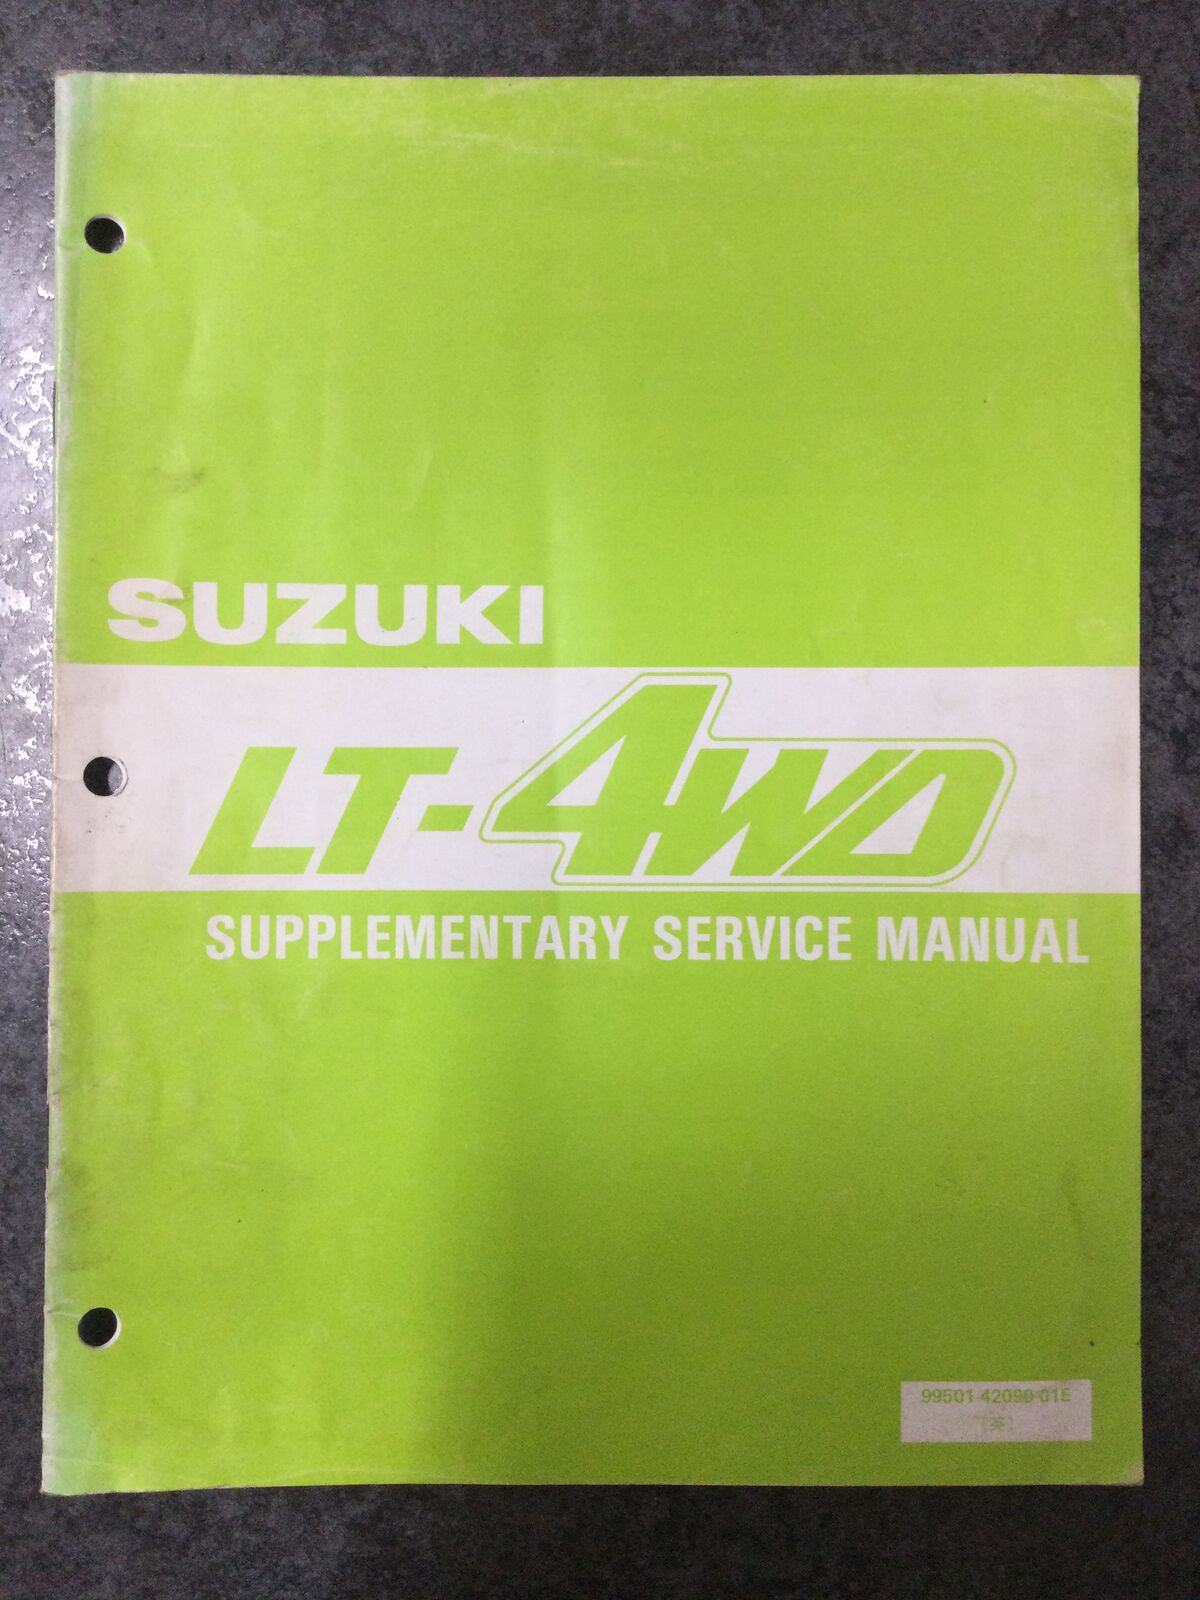 SUZUKI
LT-4WD
SUPPLEMENTARY SERVICE MANUAL
99501-42090-01E
(英)